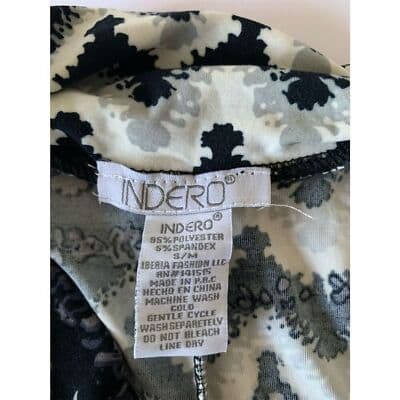 INDERO®
INDERO®
95% POLYESTER
5% SPANDEX
S/M
IBERIA FASHION LLC
RN# 141515
MADE IN P.R.C
HECHO EN CHINA
MACHINE WASH
COLD
GENTLE CYCLE
WASH SEPARETELY
DO NOT BLEACH
LINE DRY